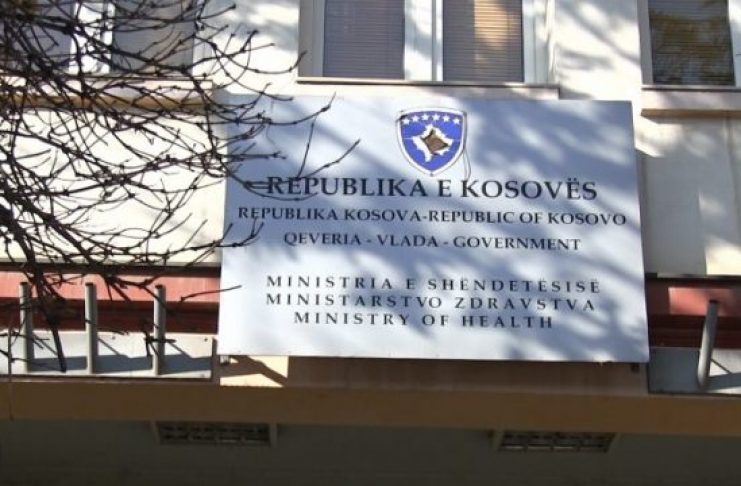 REPUBLIKA E KOSOVËS
REPUBLIKA KOSOVA-REPUBLIC OF KOSOVO
QEVERIA - VLADA - GOVERNMENT
MINISTRIA E SHËNDETËSISË
MINISTARSTVO ZDRAVSTVA
MINISTRY OF HEALTH